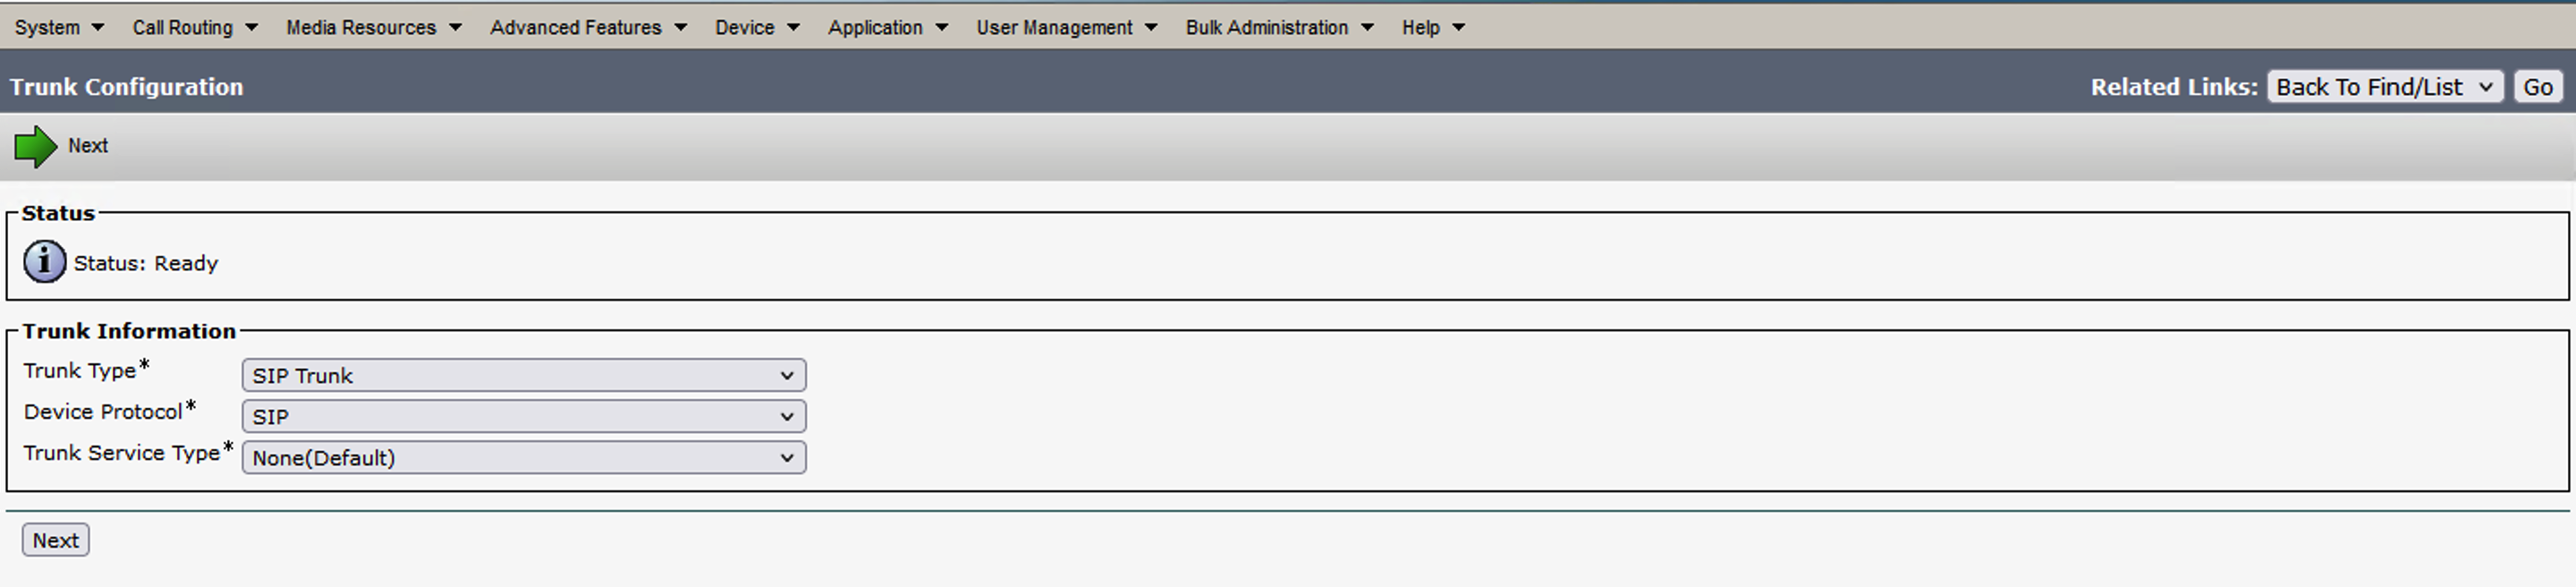 System Call Routing Media Resources Advanced Features Device Application User Management Bulk Administration Help
Trunk Configuration Related Links: Back To Find/List Go
Next
Status
i Status: Ready
Trunk Information
Trunk Type* SIP Trunk
Device Protocol* SIP
Trunk Service Type* None(Default)
Next